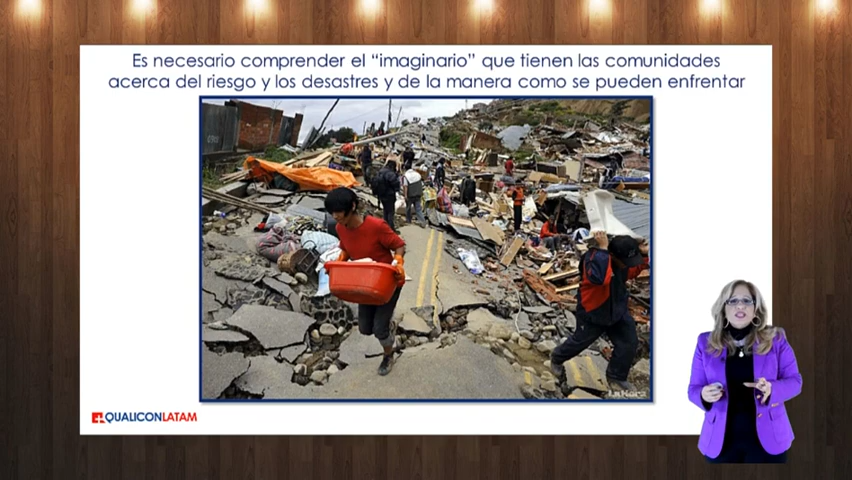 Es necesario comprender el “imaginario” que tienen las comunidades
acerca del riesgo y los desastres y de la manera como se pueden enfrentar
LaHora
QUALICONLATAM